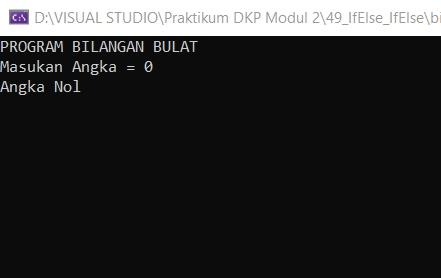 D:\VISUAL STUDIO\Praktikum DKP Modul 2\49_IfElse_IfElse\bi
PROGRAM BILANGAN BULAT
Masukan Angka = 0
Angka Nol